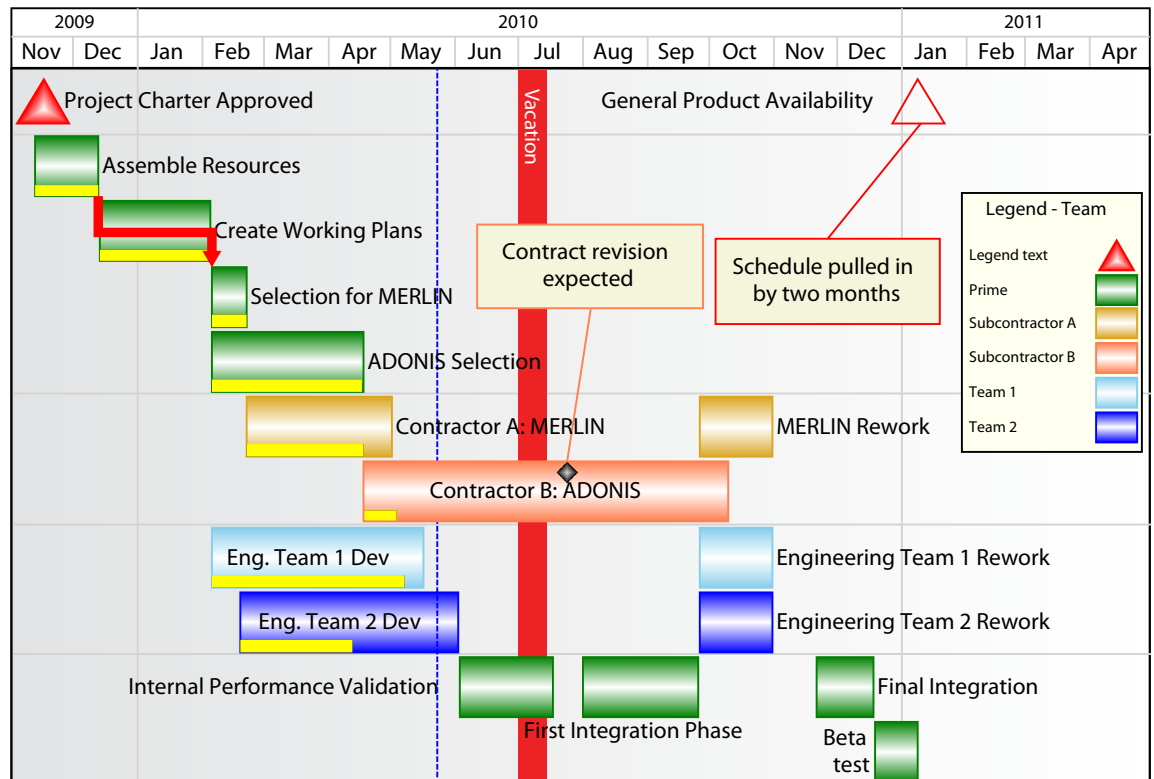 2009 2010 2011
Nov Dec Jan Feb Mar Apr May Jun Jul Aug Sep Oct Nov Dec Jan Feb Mar Apr
Project Charter Approved
Vacation
General Product Availability
Assemble Resources
Create Working Plans
Contract revision
expected
Schedule pulled in
by two months
Legend - Team
Legend text
Prime
Subcontractor A
Subcontractor B
Team 1
Team 2
Selection for MERLIN
ADONIS Selection
Contractor A: MERLIN
MERLIN Rework
Contractor B: ADONIS
Eng. Team 1 Dev
Engineering Team 1 Rework
Eng. Team 2 Dev
Engineering Team 2 Rework
Internal Performance Validation
First Integration Phase
Final Integration
Beta
test